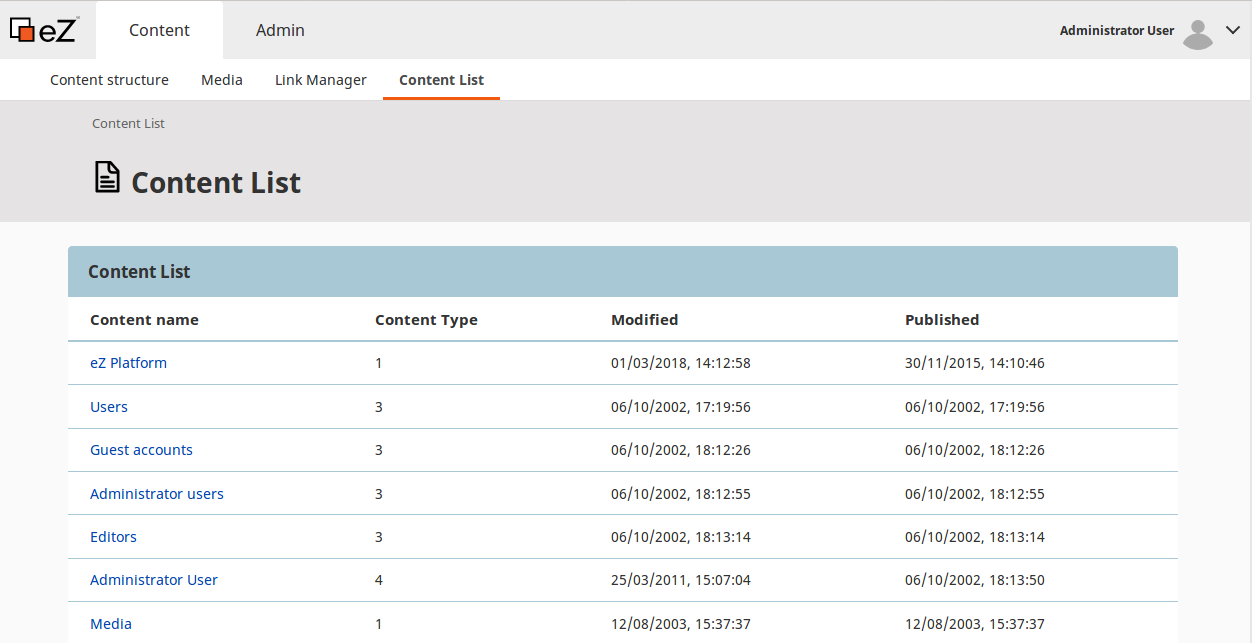 eZ Content Admin Administrator User
Content structure Media Link Manager Content List
Content List
Content List
Content List
Content name Content Type Modified Published
eZ Platform 1 01/03/2018, 14:12:58 30/11/2015, 14:10:46
Users 3 06/10/2002, 17:19:56 06/10/2002, 17:19:56
Guest accounts 3 06/10/2002, 18:12:26 06/10/2002, 18:12:26
Administrator users 3 06/10/2002, 18:12:55 06/10/2002, 18:12:55
Editors 3 06/10/2002, 18:13:14 06/10/2002, 18:13:14
Administrator User 4 25/03/2011, 15:07:04 06/10/2002, 18:13:50
Media 1 12/08/2003, 15:37:37 12/08/2003, 15:37:37